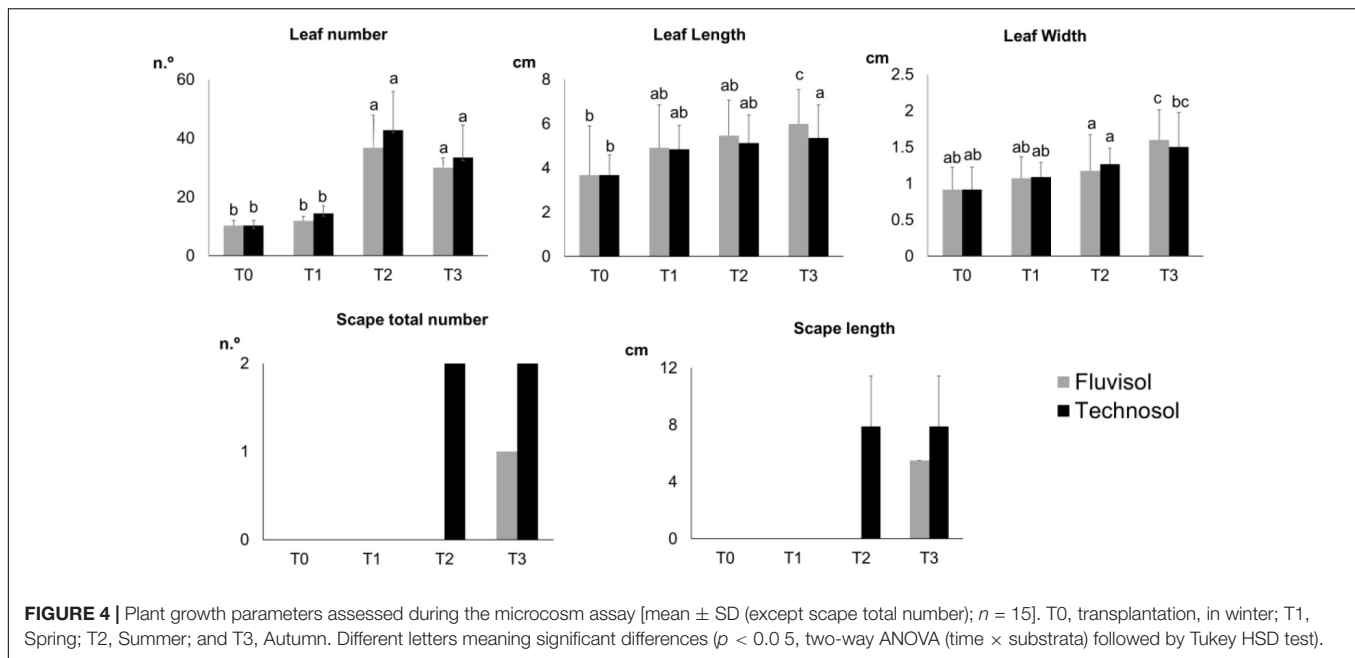 Leaf number
n.º
60
40
20
0
b b b b a a a a
T0 T1 T2 T3
Leaf Length
cm
8
6
4
2
0
b b ab ab ab ab c a
T0 T1 T2 T3
Leaf Width
cm
2.5
2
1.5
1
0.5
0
ab ab ab ab a a c bc
T0 T1 T2 T3
Scape total number
n.º
2
1
0
T0 T1 T2 T3
Scape length
cm
12
8
4
0
T0 T1 T2 T3
Fluvisol
Technosol
FIGURE 4 | Plant growth parameters assessed during the microcosm assay [mean ± SD (except scape total number); n = 15]. T0, transplantation, in winter; T1,
Spring; T2, Summer; and T3, Autumn. Different letters meaning significant differences (p < 0.0 5, two-way ANOVA (time × substrata) followed by Tukey HSD test).